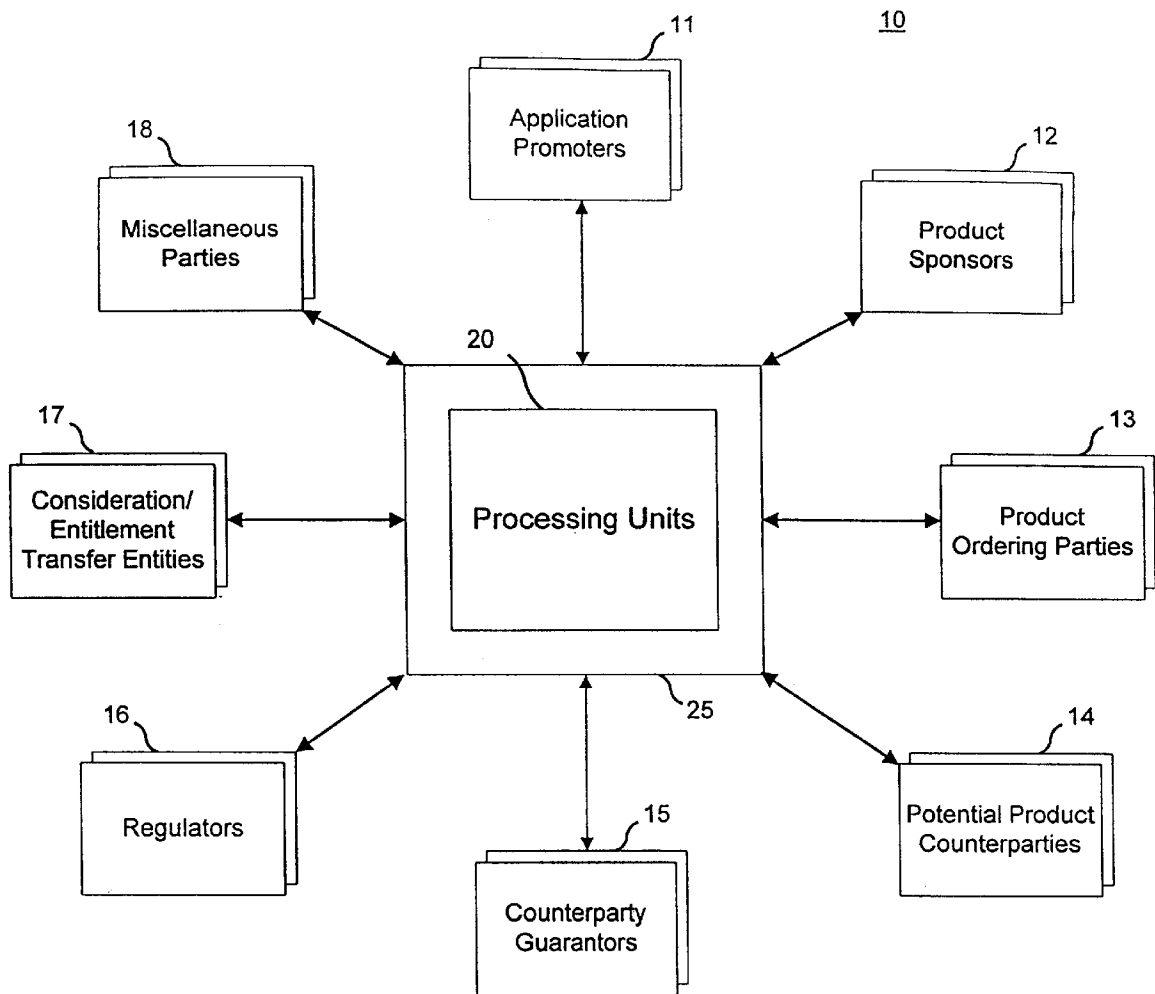 10
11
Application
Promoters
18
Miscellaneous
Parties
12
Product
Sponsors
20
Processing Units
17
Consideration/
Entitlement
Transfer Entities
13
Product
Ordering Parties
25
16
Regulators
14
Potential Product
Counterparties
15
Counterparty
Guarantors